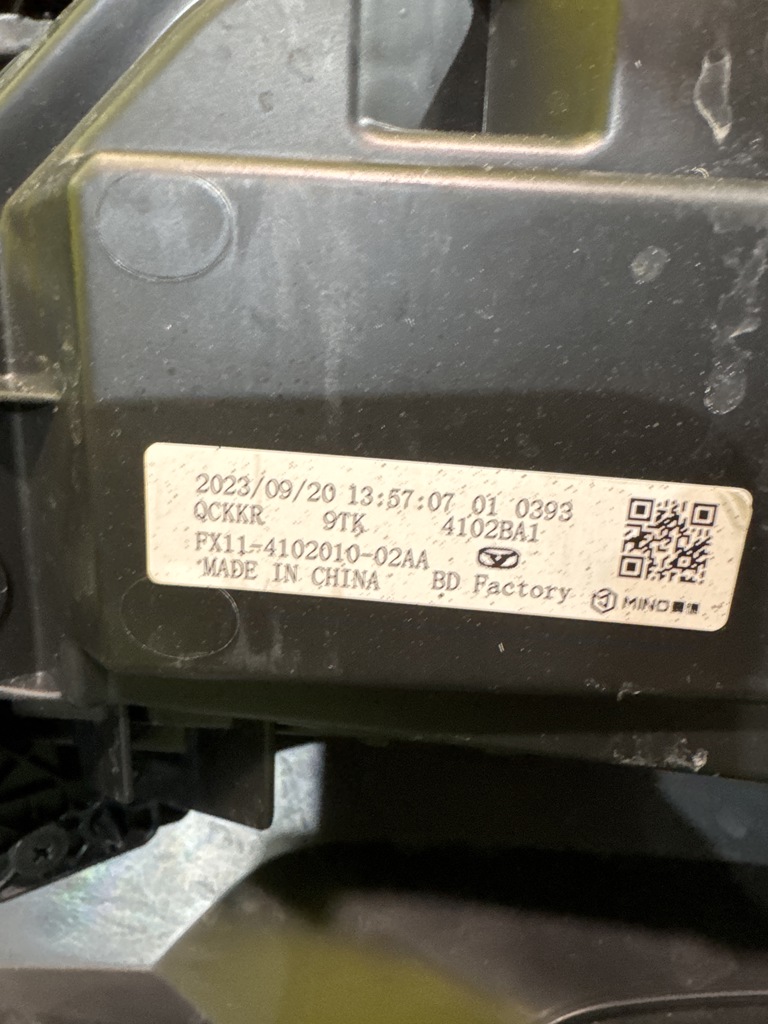 2023/09/20 13:57:07 01 0393
QCKKR 9TK 4102BA1
FX11-4102010-02AA
MADE IN CHINA BD Factory
MIND